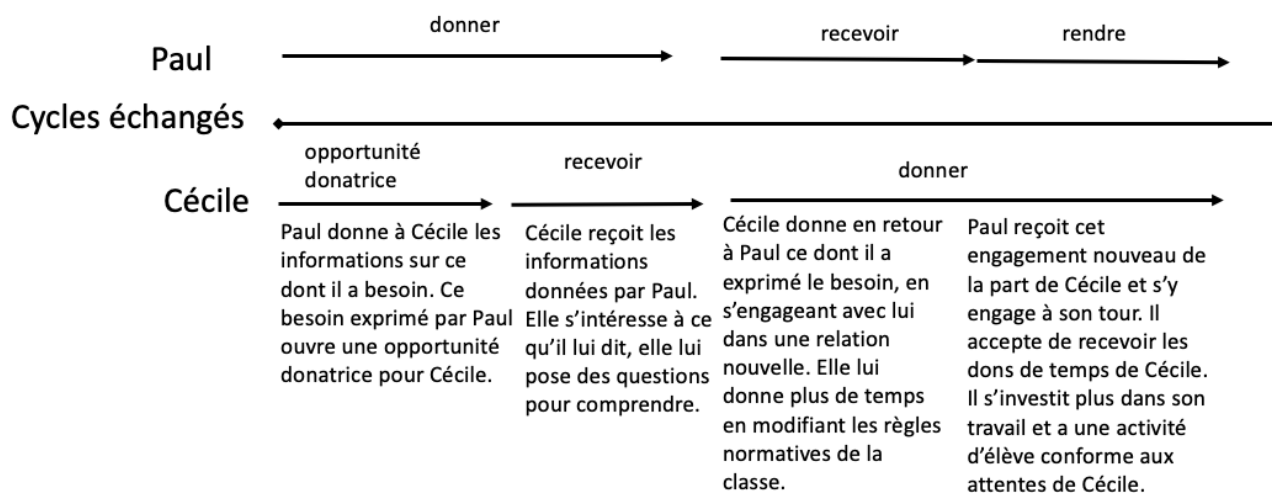 donner
recevoir
rendre
Paul
Cycles échangés
opportunité
donatrice
recevoir
donner
Cécile
Paul donne à Cécile les
informations sur ce
dont il a besoin. Ce
besoin exprimé par Paul
ouvre une opportunité
donatrice pour Cécile.
Cécile reçoit les
informations
données par Paul.
Elle s’intéresse à ce
qu’il lui dit, elle lui
pose des questions
pour comprendre.
Cécile donne en retour
à Paul ce dont il a
exprimé le besoin, en
s’engageant avec lui
dans une relation
nouvelle. Elle lui
donne plus de temps
en modifiant les règles
normatives de la
classe.
Paul reçoit cet
engagement nouveau de
la part de Cécile et s’y
engage à son tour. Il
accepte de recevoir les
dons de temps de Cécile.
Il s’investit plus dans son
travail et a une activité
d’élève conforme aux
attentes de Cécile.